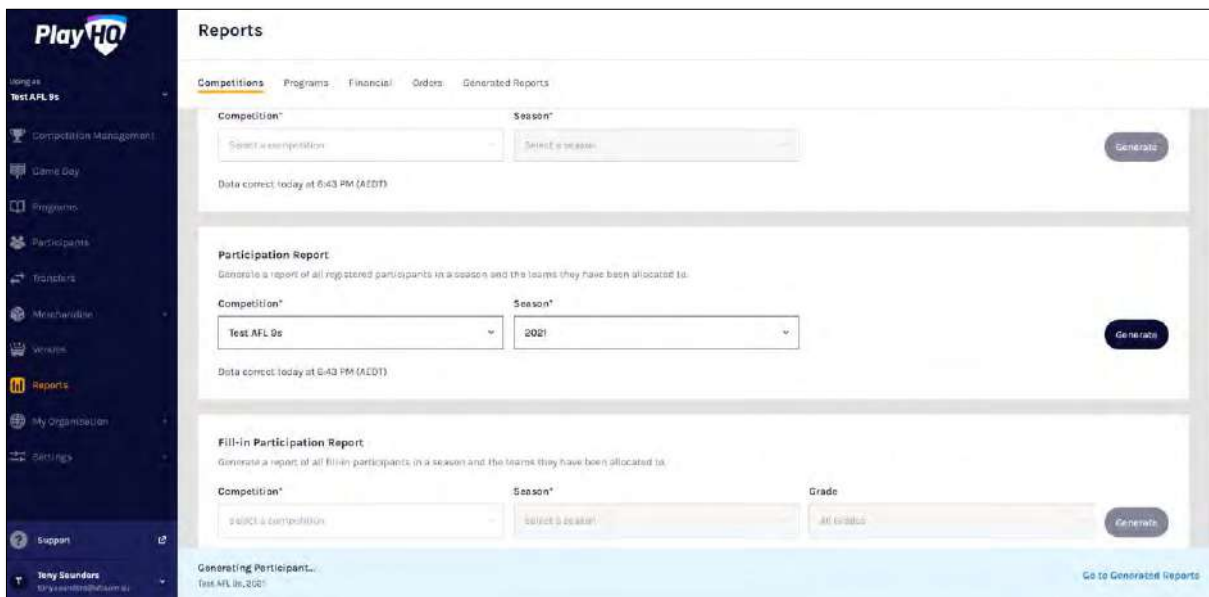 PlayHQ
Using as
Test AFL 9s
Competition Management
Game Day
Programs
Participants
Transfers
Merchandise
Venues
Reports
My Organisation
Settings
Support
T
Tony Saunders
Reports
Competitions Programs Financial Orders Generated Reports
Competition* Season*
Select a competition Select a season Generate
Data correct today at 6:43 PM (AEDT)
Participation Report
Generate a report of all registered participants in a season and the teams they have been allocated to.
Competition* Season*
Test AFL 9s 2021 Generate
Data correct today at 6:43 PM (AEDT)
Fill-in Participation Report
Generate a report of all fill-in participants in a season and the teams they have been allocated to.
Competition* Season* Grade
Select a competition Select a season All Grades Generate
Generating Participant...
Test AFL 9s, 2021
Go to Generated Reports